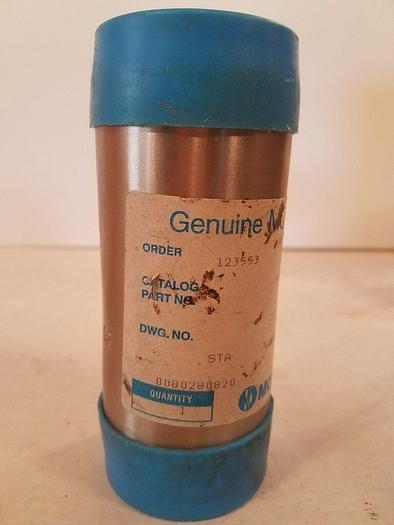 Genuine
ORDER
123553
CATALOG
PART NO.
DWG. NO.
STA
0080280820
QUANTITY
1